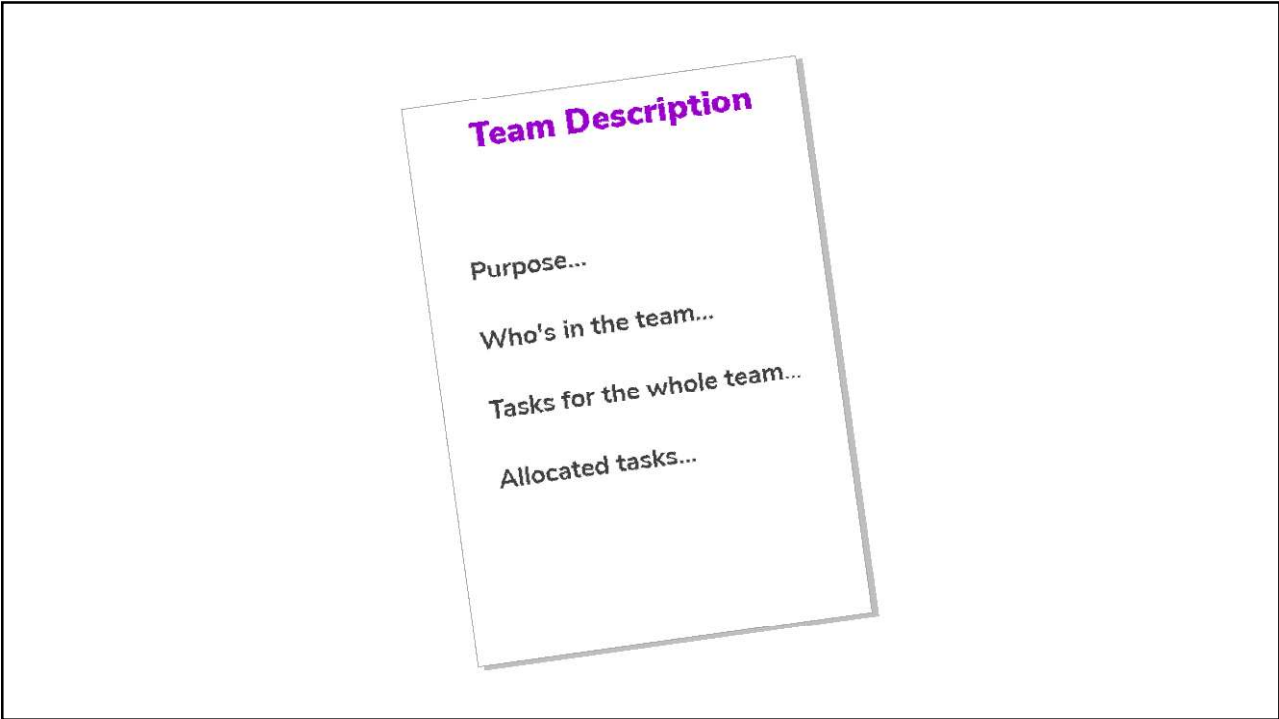 Team Description
Purpose...
Who's in the team...
Tasks for the whole team...
Allocated tasks...